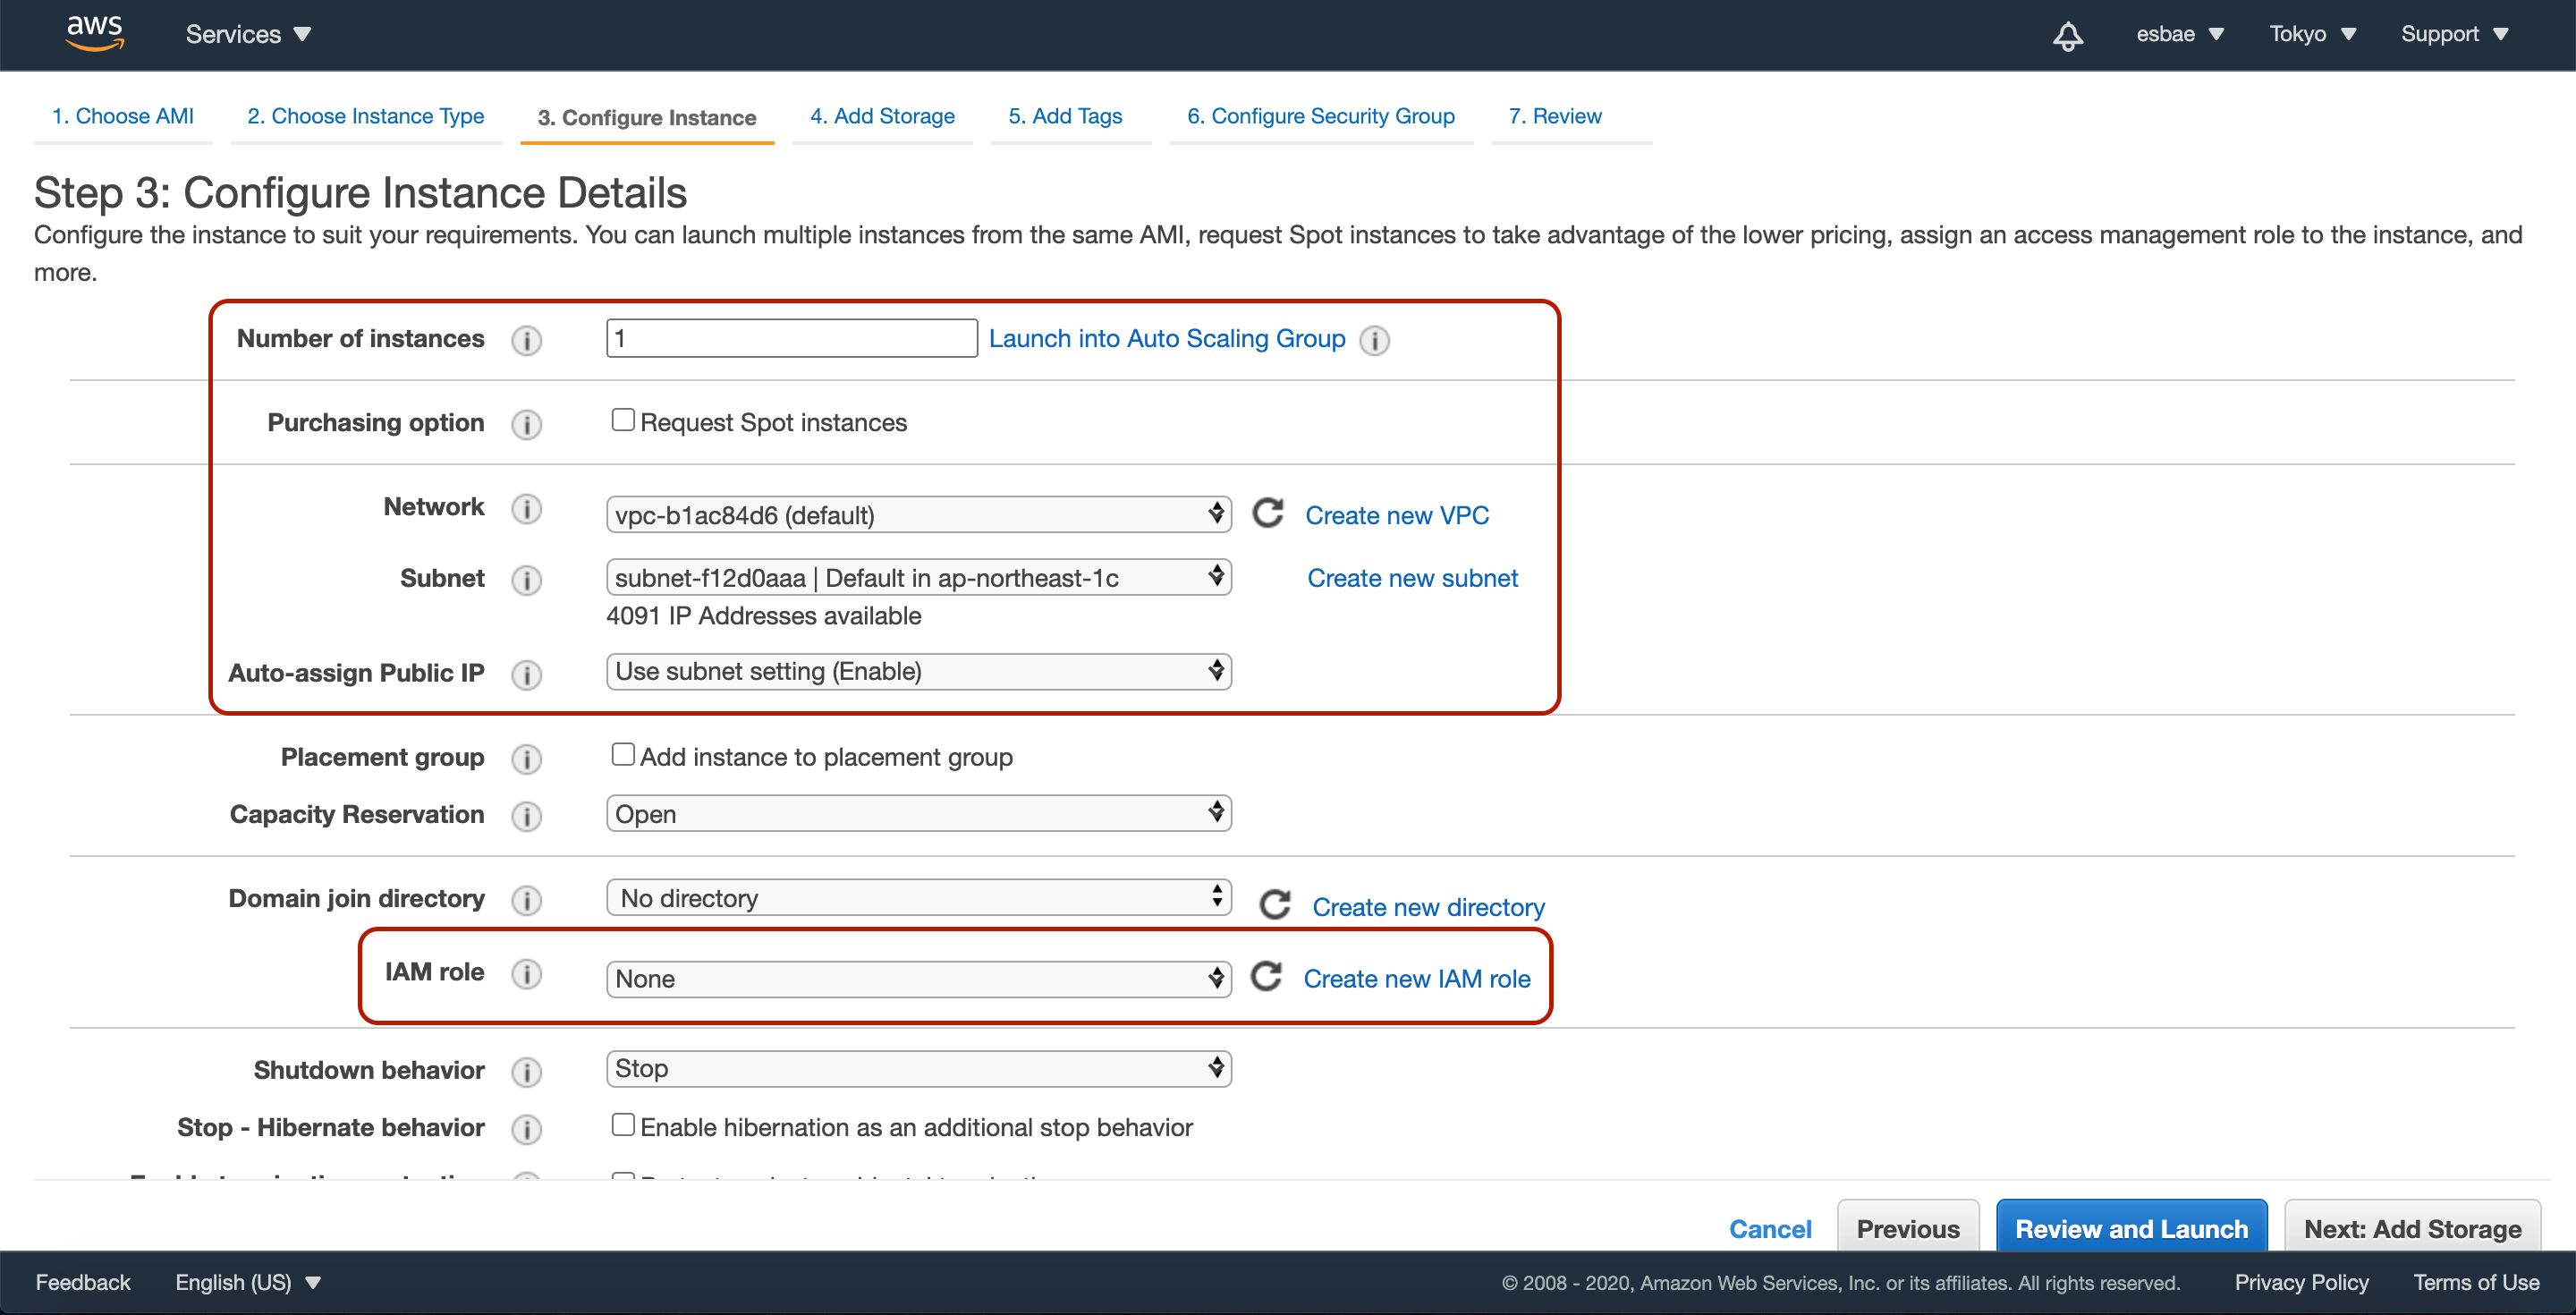 aws Services esbae Tokyo Support
1. Choose AMI 2. Choose Instance Type 3. Configure Instance 4. Add Storage 5. Add Tags 6. Configure Security Group 7. Review
Step 3: Configure Instance Details
Configure the instance to suit your requirements. You can launch multiple instances from the same AMI, request Spot instances to take advantage of the lower pricing, assign an access management role to the instance, and
more.
Number of instances 1 Launch into Auto Scaling Group
Purchasing option Request Spot instances
Network vpc-b1ac84d6 (default) Create new VPC
Subnet subnet-f12d0aaa | Default in ap-northeast-1c Create new subnet
4091 IP Addresses available
Auto-assign Public IP Use subnet setting (Enable)
Placement group Add instance to placement group
Capacity Reservation Open
Domain join directory No directory Create new directory
IAM role None Create new IAM role
Shutdown behavior Stop
Stop - Hibernate behavior Enable hibernation as an additional stop behavior
Cancel Previous Review and Launch Next: Add Storage
Feedback English (US) © 2008 - 2020, Amazon Web Services, Inc. or its affiliates. All rights reserved. Privacy Policy Terms of Use